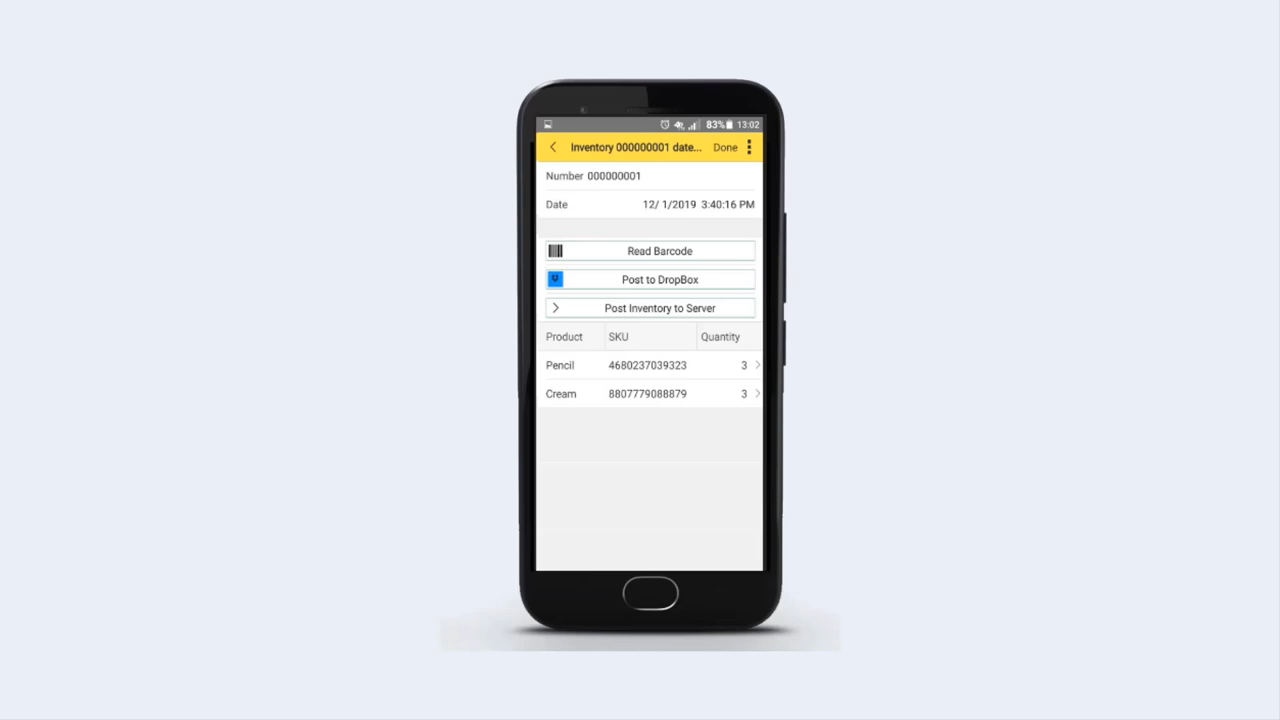 83% 13:02
Inventory 000000001 date... Done
Number 000000001
Date 12/ 1/2019 3:40:16 PM
Read Barcode
Post to DropBox
Post Inventory to Server
Product SKU Quantity
Pencil 4680237039323 3
Cream 8807779088879 3